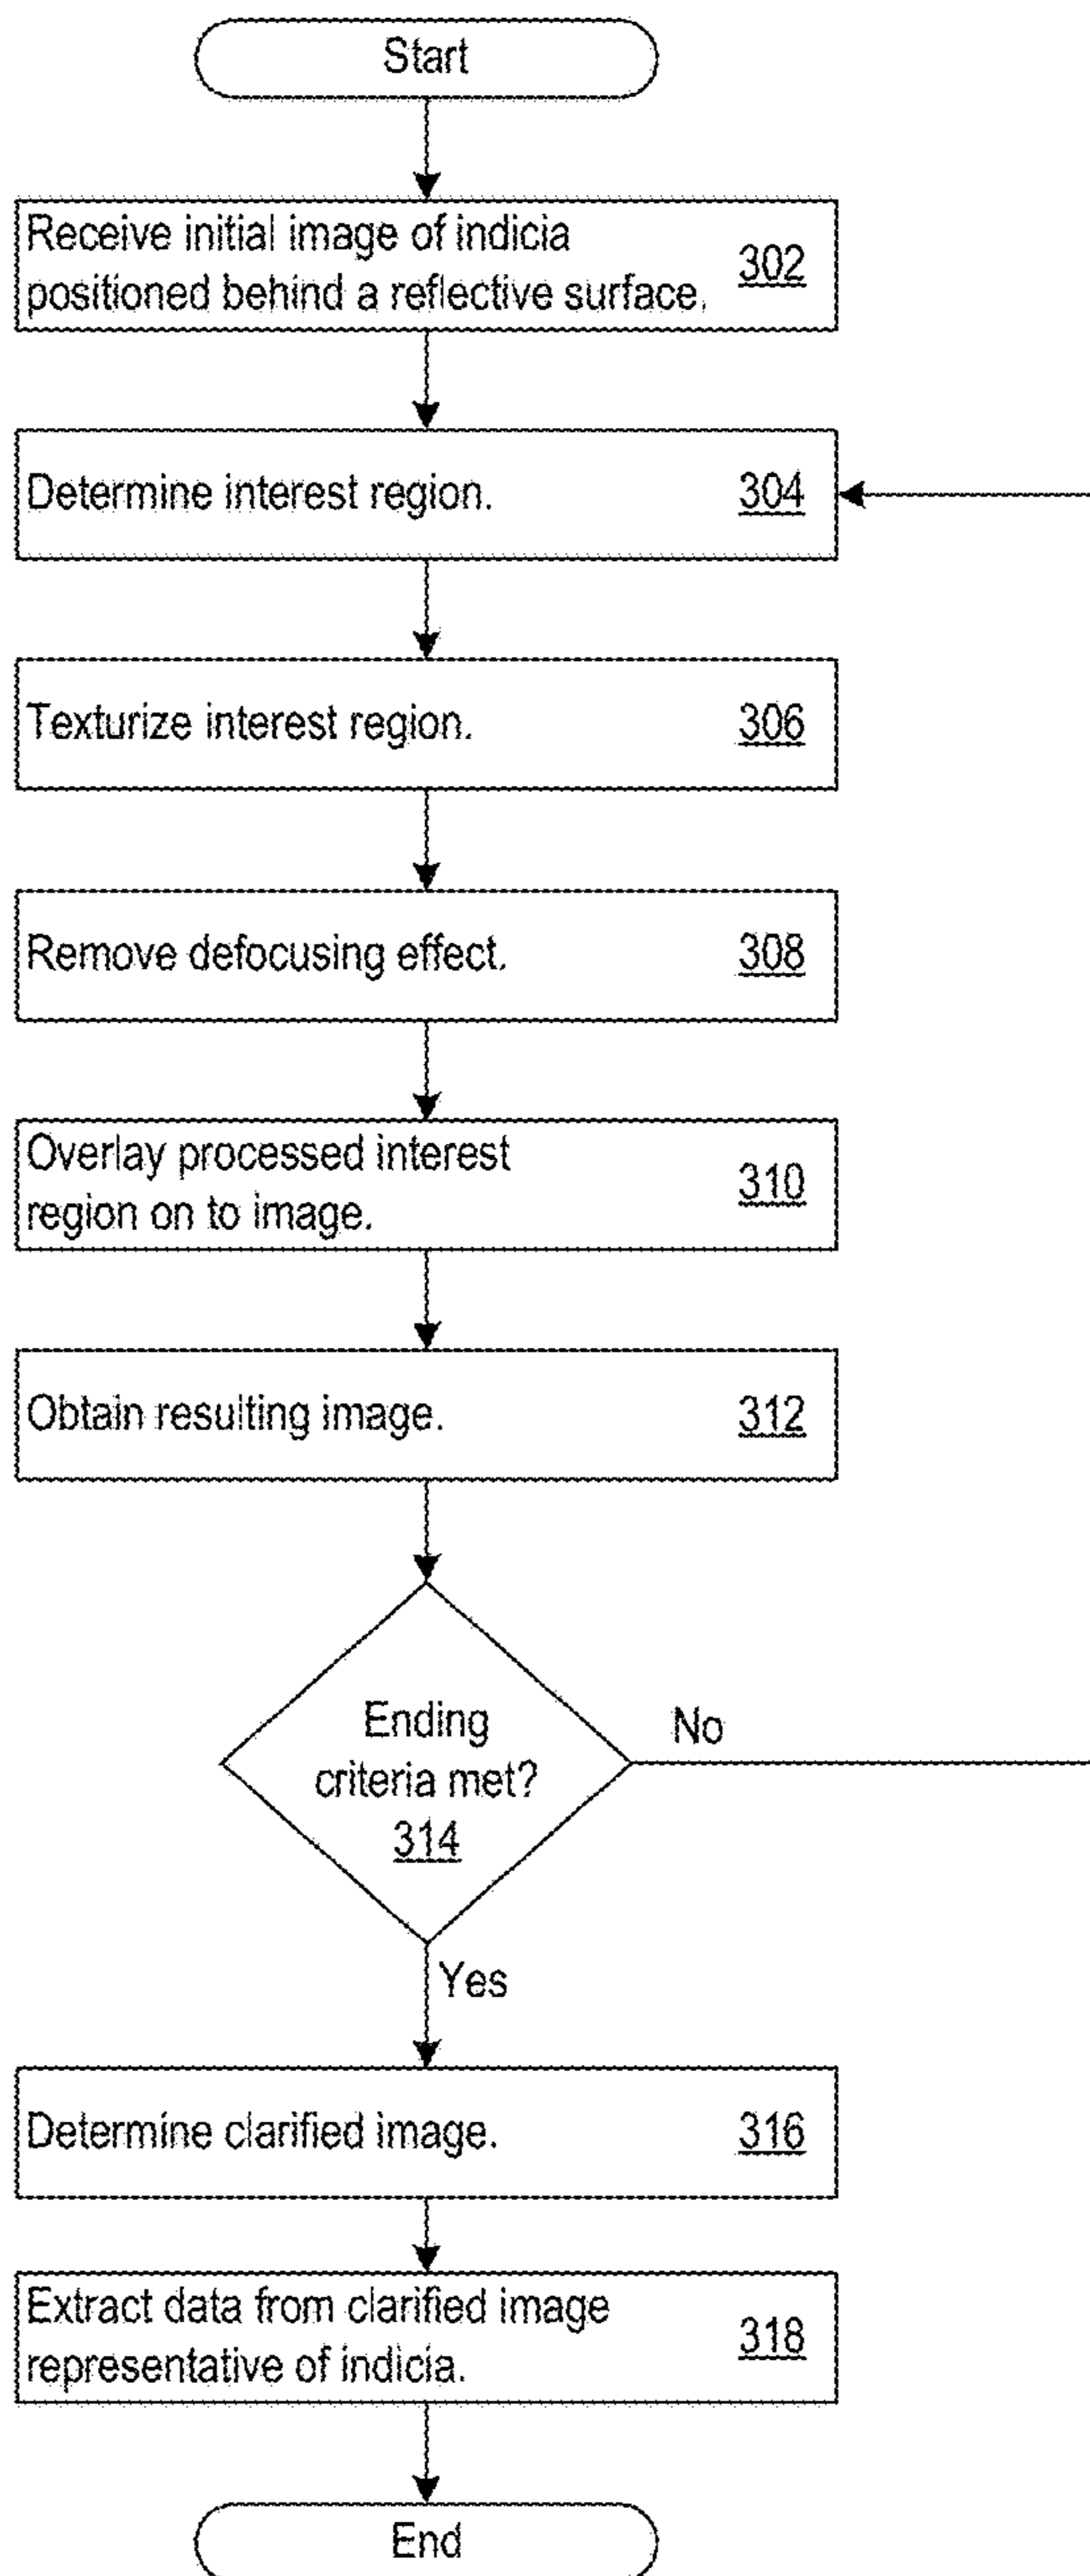 Start
Receive initial image of indicia
positioned behind a reflective surface.
302
Determine interest region.
304
Texturize interest region.
306
Remove defocusing effect.
308
Overlay processed interest
region on to image.
310
Obtain resulting image.
312
Ending
criteria met?
314
No
Yes
Determine clarified image.
316
Extract data from clarified image
representative of indicia.
318
End